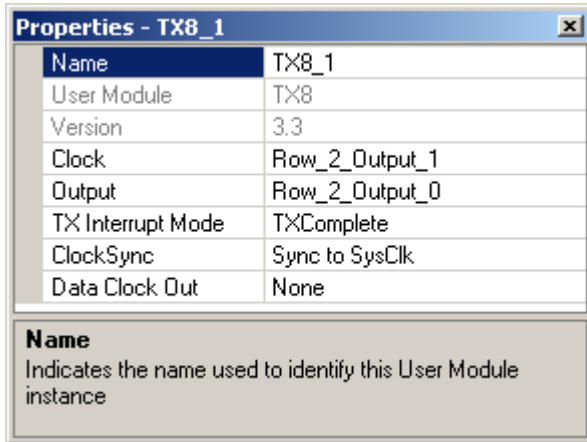 Properties - TX8_1
Name TX8_1
User Module TX8
Version 3.3
Clock Row_2_Output_1
Output Row_2_Output_0
TX Interrupt Mode TXComplete
ClockSync Sync to SysClk
Data Clock Out None
Name
Indicates the name used to identify this User Module
instance